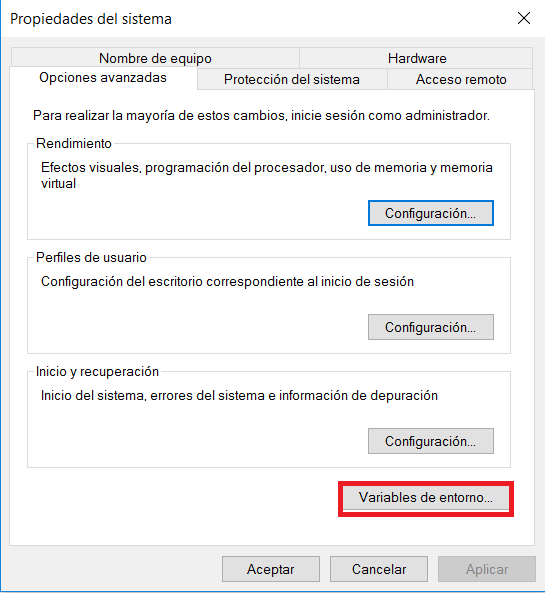 Propiedades del sistema
Nombre de equipo
Hardware
Opciones avanzadas
Protección del sistema
Acceso remoto
Para realizar la mayoría de estos cambios, inicie sesión como administrador.
Rendimiento
Efectos visuales, programación del procesador, uso de memoria y memoria
virtual
Configuración...
Perfiles de usuario
Configuración del escritorio correspondiente al inicio de sesión
Configuración...
Inicio y recuperación
Inicio del sistema, errores del sistema e información de depuración
Configuración...
Variables de entorno...
Aceptar
Cancelar
Aplicar